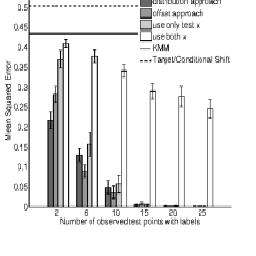 distribution approach
offset approach
use only test x
use both x
KMM
Target/Conditional Shift
Mean Squared Error
0.5
0.45
0.4
0.35
0.3
0.25
0.2
0.15
0.1
0.05
0
2 6 10 15 20 25
Number of observedtest points with labels